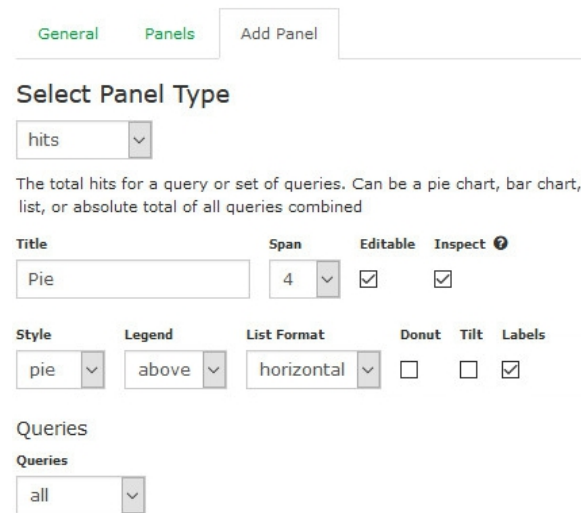 General Panels Add Panel
Select Panel Type
hits
The total hits for a query or set of queries. Can be a pie chart, bar chart,
list, or absolute total of all queries combined
Title Span Editable Inspect ?
Pie 4
Style Legend List Format Donut Tilt Labels
pie above horizontal
Queries
Queries
all